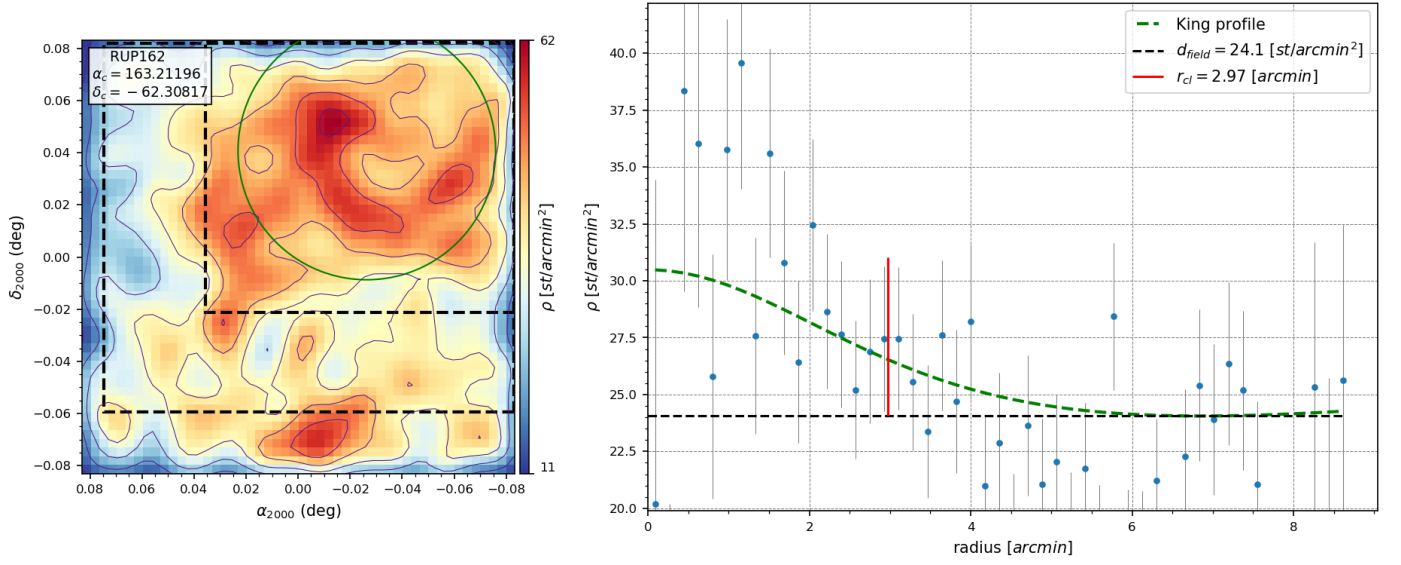 RUP162
α_c = 163.21196
δ_c = −62.30817
0.08
0.06
0.04
0.02
0.00
−0.02
−0.04
−0.06
−0.08
δ2000 (deg)
0.08 0.06 0.04 0.02 0.00 −0.02 −0.04 −0.06 −0.08
α2000 (deg)
62
11
ρ [st/arcmin²]
King profile
d_field = 24.1 [st/arcmin²]
r_cl = 2.97 [arcmin]
40.0
37.5
35.0
32.5
30.0
27.5
25.0
22.5
20.0
ρ [st/arcmin²]
0 2 4 6 8
radius [arcmin]